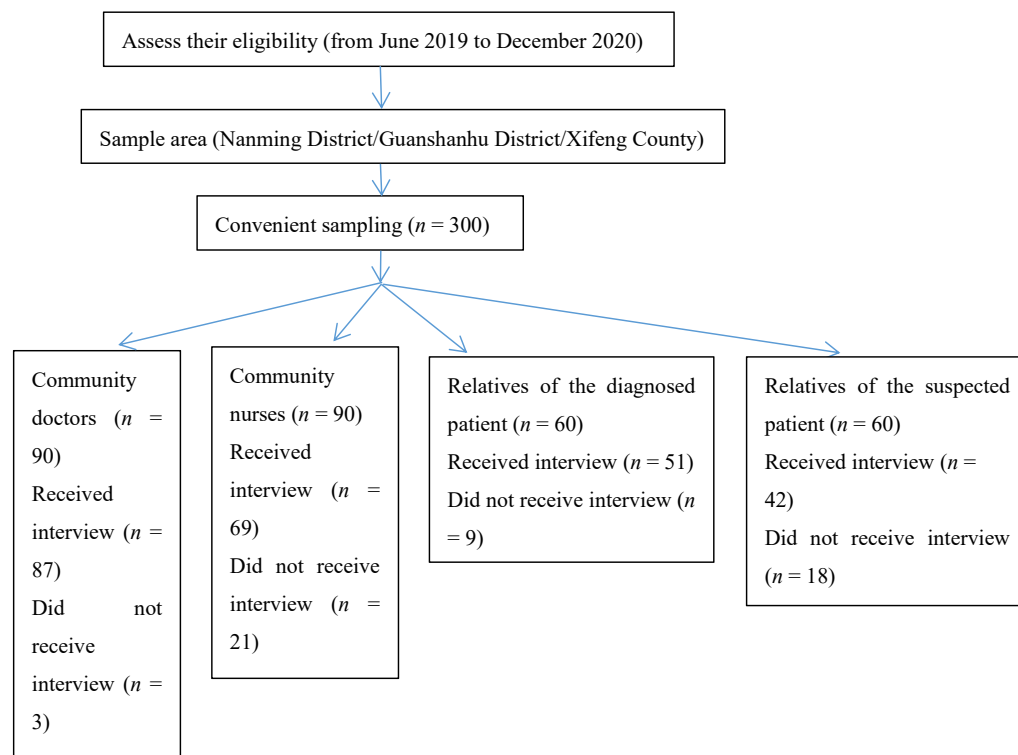 Assess their eligibility (from June 2019 to December 2020)
Sample area (Nanming District/Guanshanhu District/Xifeng County)
Convenient sampling (n = 300)
Community
doctors (n =
90)
Received
interview (n =
87)
Did not
receive
interview (n =
3)
Community
nurses (n = 90)
Received
interview (n =
69)
Did not receive
interview (n =
21)
Relatives of the diagnosed
patient (n = 60)
Received interview (n = 51)
Did not receive interview (n
= 9)
Relatives of the suspected
patient (n = 60)
Received interview (n =
42)
Did not receive interview
(n = 18)